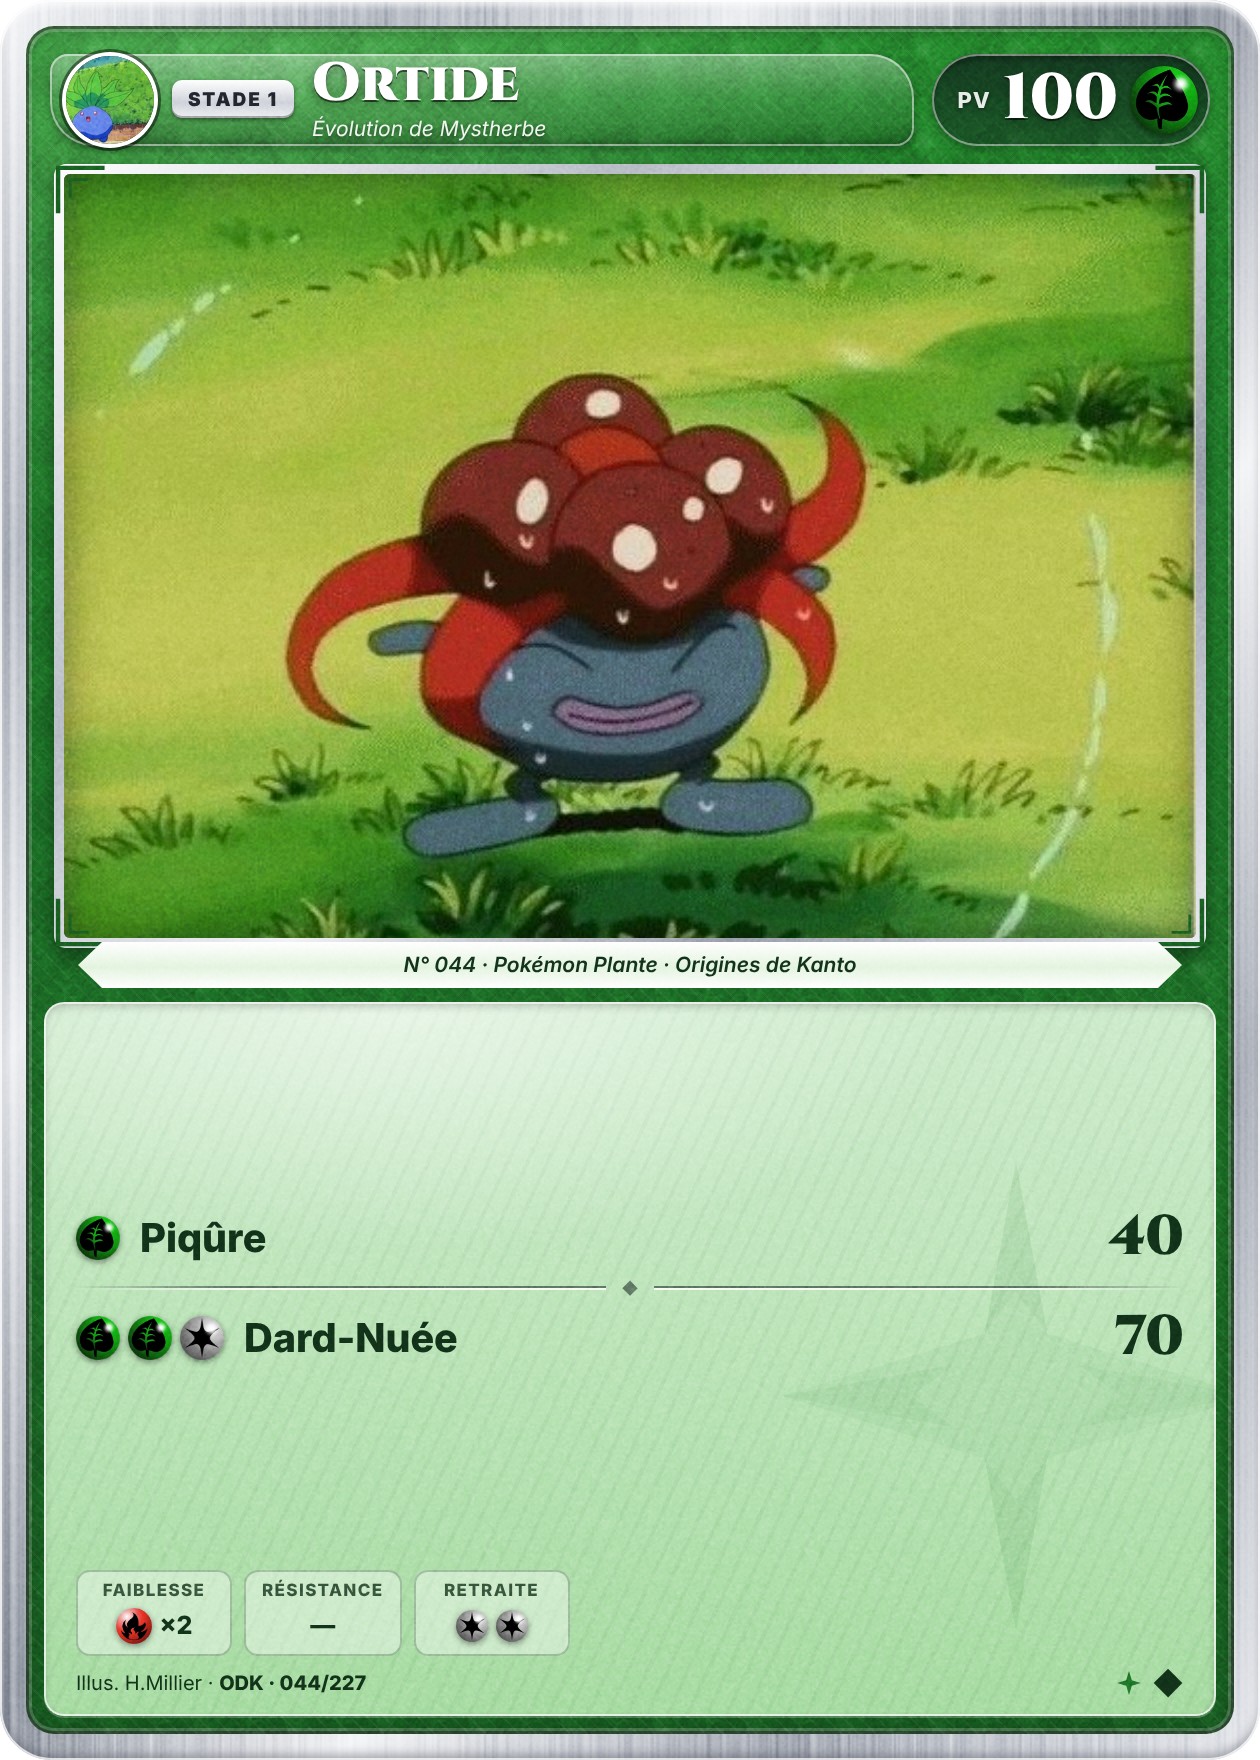 STADE 1
ORTIDE
Évolution de Mystherbe
PV 100
N° 044 · Pokémon Plante · Origines de Kanto
Piqûre 40
Dard-Nuée 70
FAIBLESSE
×2
RÉSISTANCE
—
RETRAITE
Illus. H.Millier · ODK · 044/227